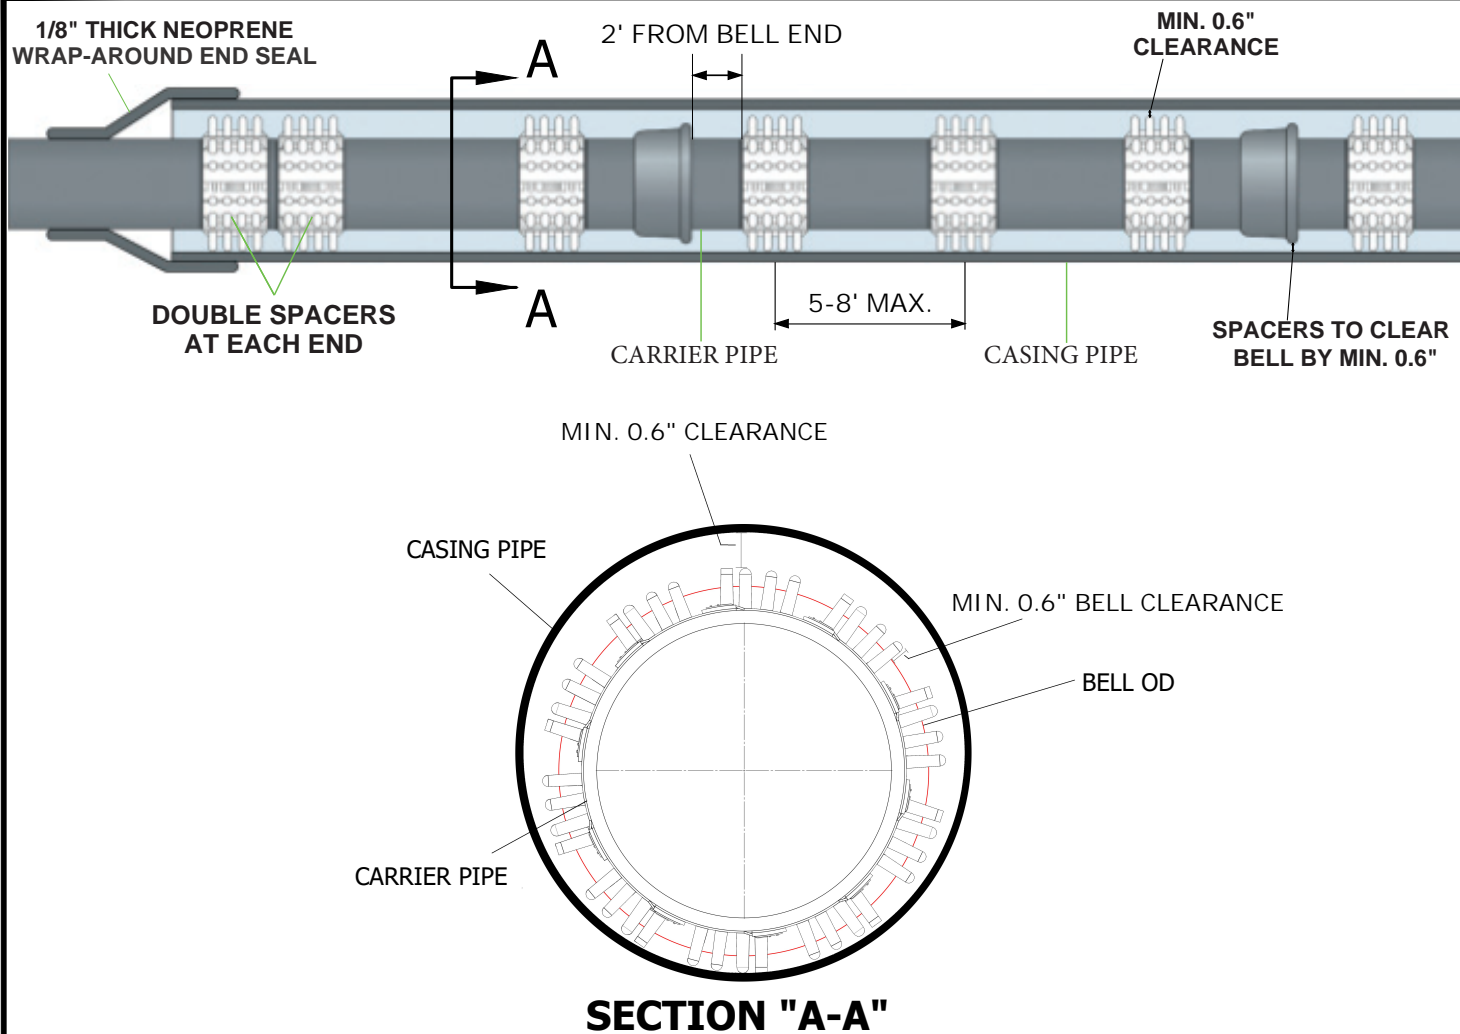 1/8" THICK NEOPRENE
WRAP-AROUND END SEAL
A
2' FROM BELL END
MIN. 0.6"
CLEARANCE
A
DOUBLE SPACERS
AT EACH END
5-8' MAX.
CARRIER PIPE
CASING PIPE
SPACERS TO CLEAR
BELL BY MIN. 0.6"
MIN. 0.6" CLEARANCE
CASING PIPE
MIN. 0.6" BELL CLEARANCE
BELL OD
CARRIER PIPE
SECTION "A-A"